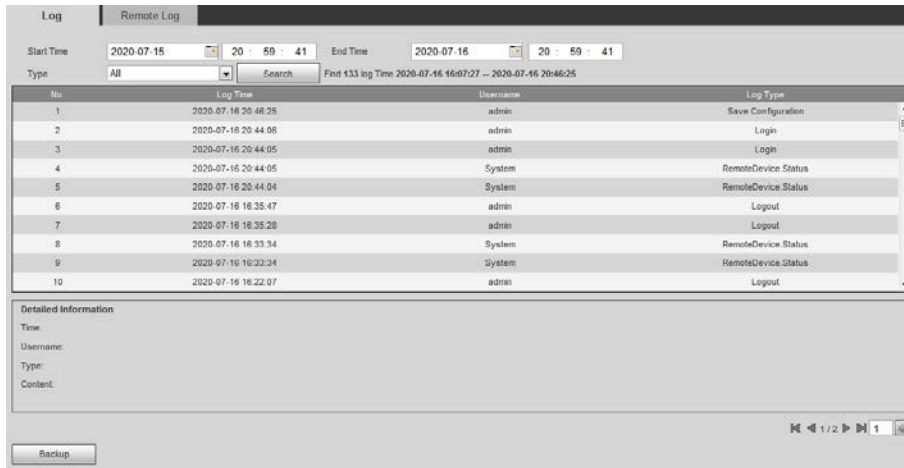 Log Remote Log
Start Time 2020-07-15 20 : 59 : 41 End Time 2020-07-16 20 : 59 : 41
Type All Search Find 133 log Time 2020-07-16 16:07:27 -- 2020-07-16 20:46:25
No. Log Time Username Log Type
1 2020-07-16 20:46:25 admin Save Configuration
2 2020-07-16 20:44:06 admin Login
3 2020-07-16 20:44:05 admin Login
4 2020-07-16 20:44:05 System RemoteDevice.Status
5 2020-07-16 20:44:04 System RemoteDevice.Status
6 2020-07-16 16:35:47 admin Logout
7 2020-07-16 16:35:28 admin Logout
8 2020-07-16 16:33:34 System RemoteDevice.Status
9 2020-07-16 16:33:34 System RemoteDevice.Status
10 2020-07-16 16:22:07 admin Logout
Detailed Information
Time:
Username:
Type:
Content:
1/2 1
Backup